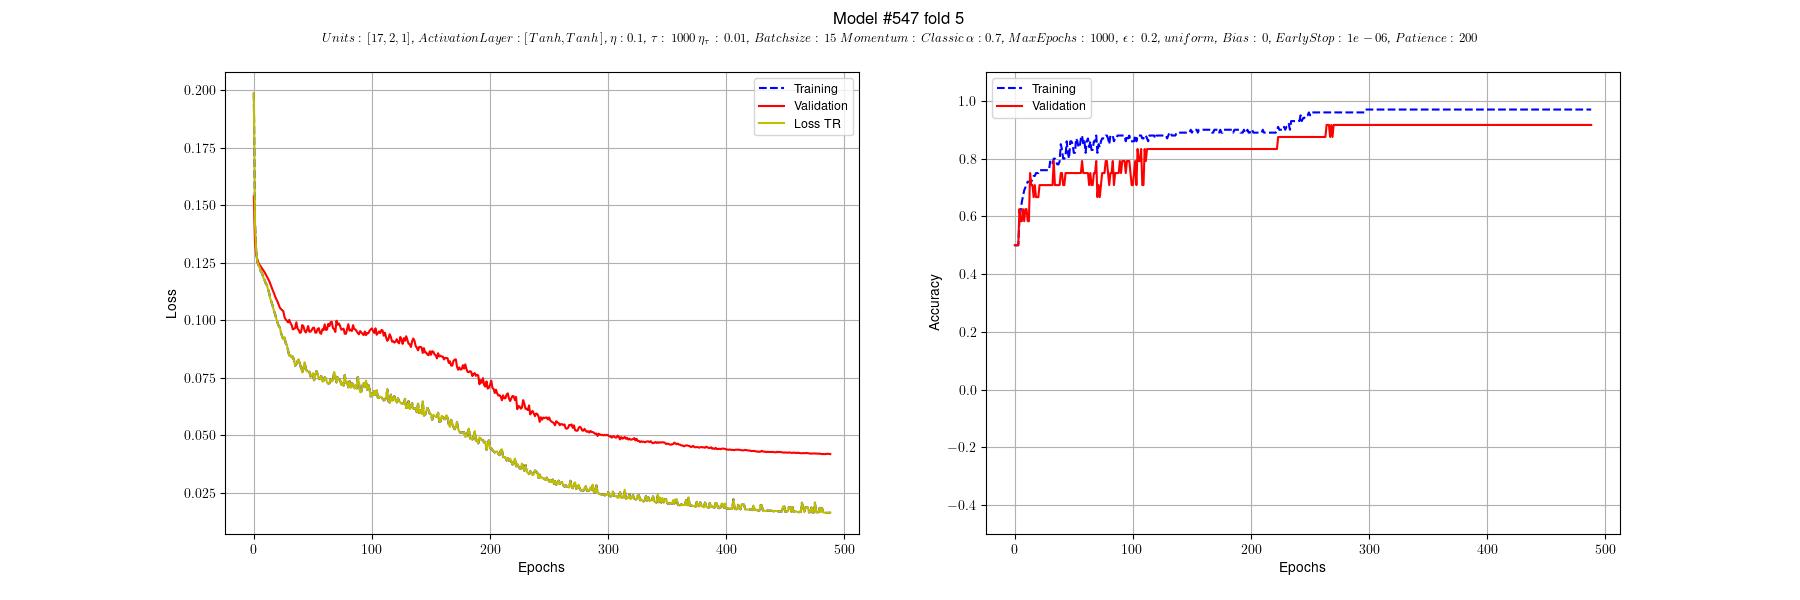 Model #547 fold 5
Units : [17, 2, 1], ActivationLayer : [Tanh, Tanh], η : 0.1, τ : 1000 η_τ : 0.01, Batchsize : 15 Momentum : Classic α : 0.7, MaxEpochs : 1000, ϵ : 0.2, uniform, Bias : 0, EarlyStop : 1e − 06, Patience : 200
0.200
0.175
0.150
0.125
0.100
0.075
0.050
0.025
Loss
0 100 200 300 400 500
Epochs
Training
Validation
Loss TR
1.0
0.8
0.6
0.4
0.2
0.0
−0.2
−0.4
Accuracy
0 100 200 300 400 500
Epochs
Training
Validation